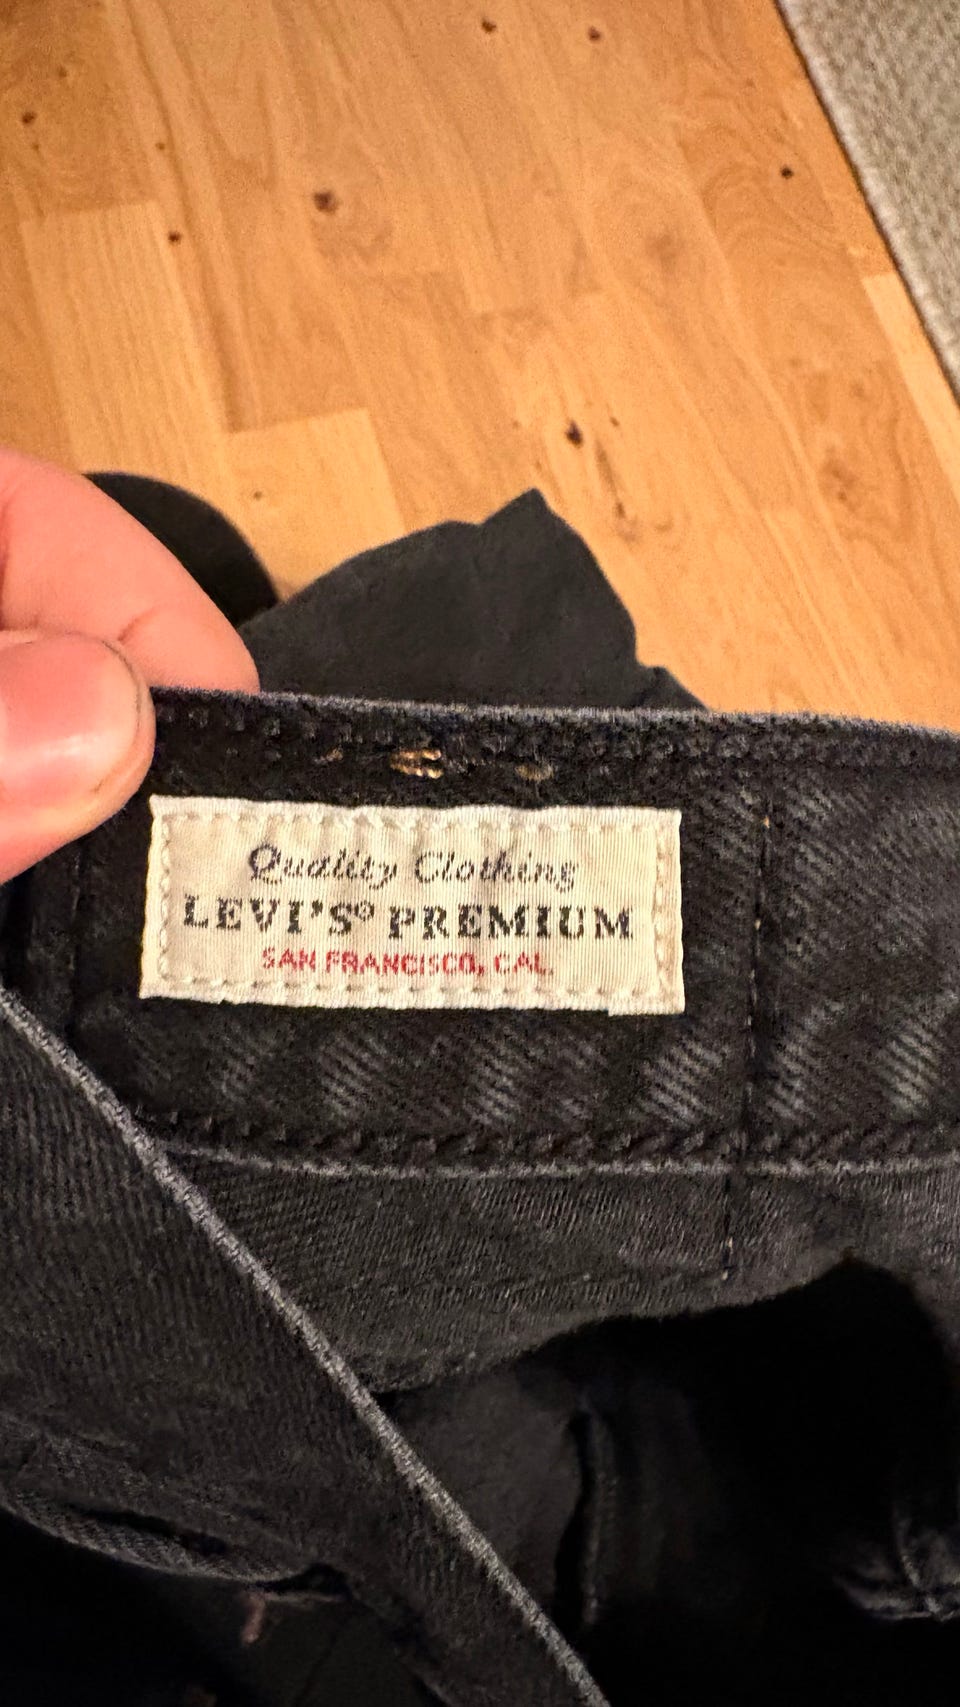 Quality Clothing
LEVI'S® PREMIUM
SAN FRANCISCO, CAL.